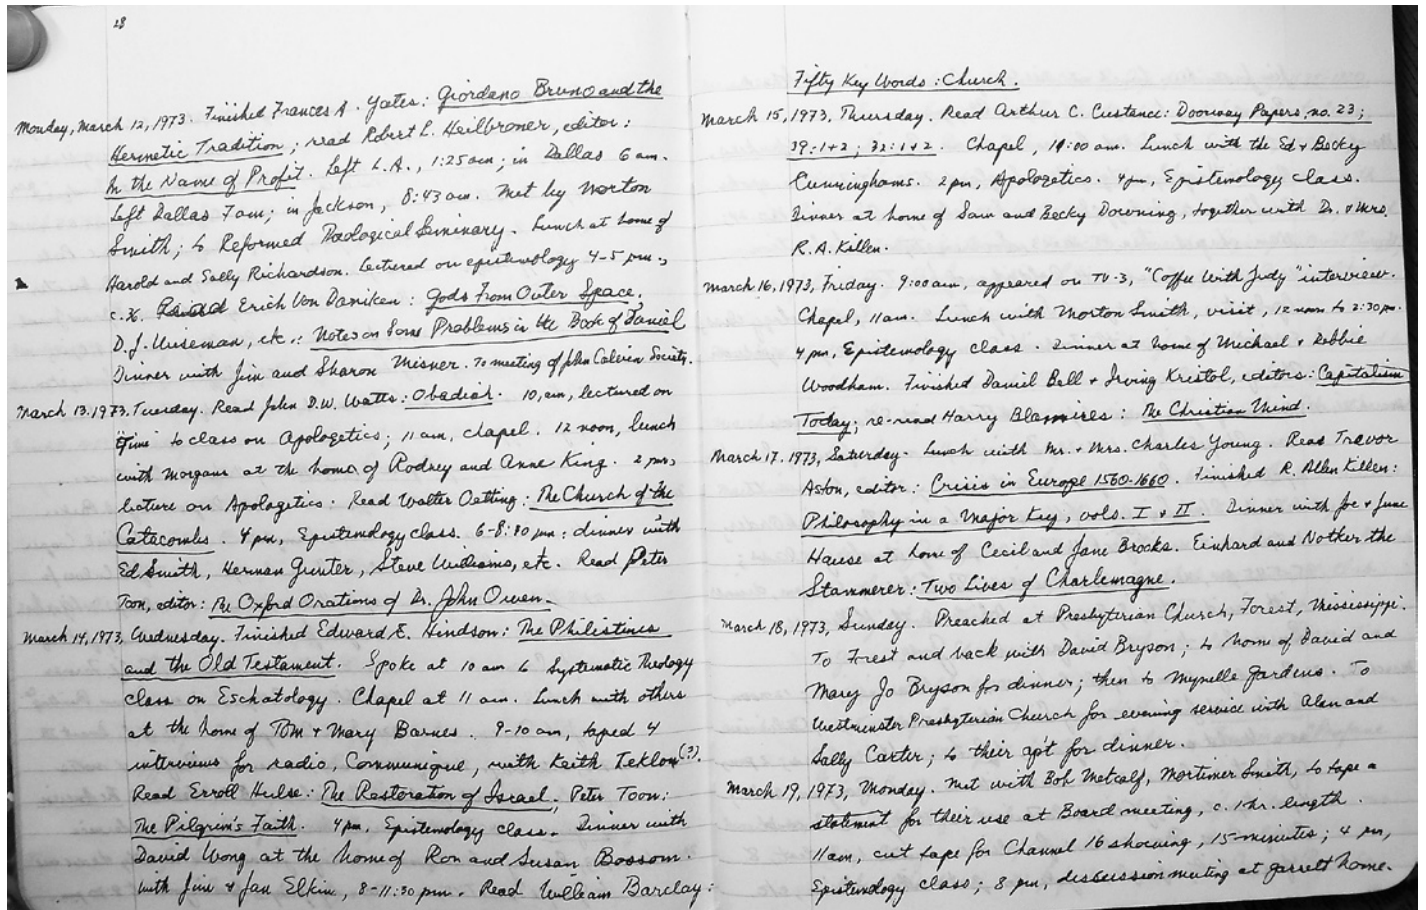 28
Monday, March 12, 1973. Finished Frances A. Yates: Giordano Bruno and the
Hermetic Tradition; read Robert L. Heilbroner, editor:
In the Name of Profit. Left L.A., 1:25 am; in Dallas 6 am.
Left Dallas 7 am; in Jackson, 8:43 am. Met by Morton
Smith; to Reformed Theological Seminary. Lunch at home of
Harold and Sally Richardson. Lectured on epistemology 4-5 pm.,
Read Erich Von Daniken: Gods From Outer Space;
D.J. Wiseman, etc.: Notes on Some Problems in the Book of Daniel
Dinner with Jim and Sharon Misner. To meeting of John Calvin Society.
March 13, 1973, Tuesday. Read John D.W. Watts: Obadiah. 10, am, lectured on
"Time" to class on Apologetics; 11 am, chapel. 12 noon, lunch
with Morgans at the home of Rodney and Anne King. 2 pm,
lecture on Apologetics. Read Walter Oetting: The Church of the
Catacombs. 4 pm, Epistemology class. 6-8:30 pm: dinner with
Ed Smith, Herman Gunter, Steve Williams, etc. Read Peter
Toon, editor: The Oxford Orations of Dr. John Owen.
March 14, 1973, Wednesday. Finished Edward E. Hindson: The Philistines
and the Old Testament. Spoke at 10 am to Systematic Theology
class on Eschatology. Chapel at 11 am. Lunch with others
at the home of Tom + Mary Barnes. 9-10 am, taped 4
interviews for radio, Communique, with Keith Teklon(?).
Read Erroll Hulse: The Restoration of Israel; Peter Toon:
The Pilgrim's Faith. 4 pm, Epistemology class. Dinner with
David Wong at the home of Ron and Susan Bossom.
with Jim + Jan Elkin, 8-11:30 pm. Read William Barclay:
Fifty Key Words: Church.
March 15, 1973, Thursday. Read Arthur C. Custance: Doorway Papers, no. 23;
29:1+2; 32:1+2. Chapel, 11:00 am. Lunch with the Ed + Becky
Cunninghams. 2 pm, Apologetics. 4 pm, Epistemology class.
Dinner at home of Sam and Becky Downing, together with Dr. + Mrs.
R.A. Killen.
March 16, 1973, Friday. 9:00 am, appeared on TV-3, "Coffee With Judy" interview.
Chapel, 11 am. Lunch with Morton Smith, visit, 12 noon to 2:30 pm.
4 pm, Epistemology class. Dinner at home of Michael + Debbie
Woodham. Finished Daniel Bell + Irving Kristol, editors: Capitalism
Today; re-read Harry Blamires: The Christian Mind.
March 17, 1973, Saturday. Lunch with Mr. + Mrs. Charles Young. Read Trevor
Aston, editor: Crisis in Europe 1560-1660. Finished R. Allen Killen:
Philosophy in a Major Key, vols. I + II. Dinner with Joe + June
House at home of Cecil and Jane Brooks. Einhard and Notker the
Stammerer: Two Lives of Charlemagne.
March 18, 1973, Sunday. Preached at Presbyterian Church, Forest, Mississippi.
To Forest and back with David Bryson; to home of David and
Mary Jo Bryson for dinner; then to Mynelle Gardens. To
Westminster Presbyterian Church for evening service with Alan and
Sally Carter; to their ap't for dinner.
March 19, 1973, Monday. Met with Bob Metcalf, Mortimer Smith, to tape a
statement for their use at Board meeting, c. 1 hr. length.
11 am, cut tape for Channel 16 showing, 15-minutes; 4 pm,
Epistemology class; 8 pm, discussion meeting at Garrett home.